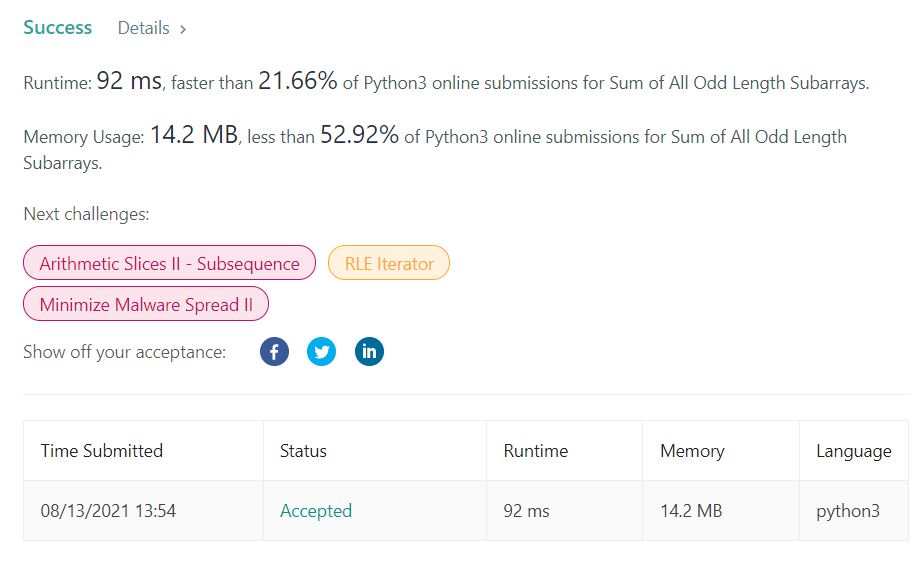 Success Details >
Runtime: 92 ms, faster than 21.66% of Python3 online submissions for Sum of All Odd Length Subarrays.
Memory Usage: 14.2 MB, less than 52.92% of Python3 online submissions for Sum of All Odd Length
Subarrays.
Next challenges:
Arithmetic Slices II - Subsequence RLE Iterator
Minimize Malware Spread II
Show off your acceptance: f in
Time Submitted Status Runtime Memory Language
08/13/2021 13:54 Accepted 92 ms 14.2 MB python3